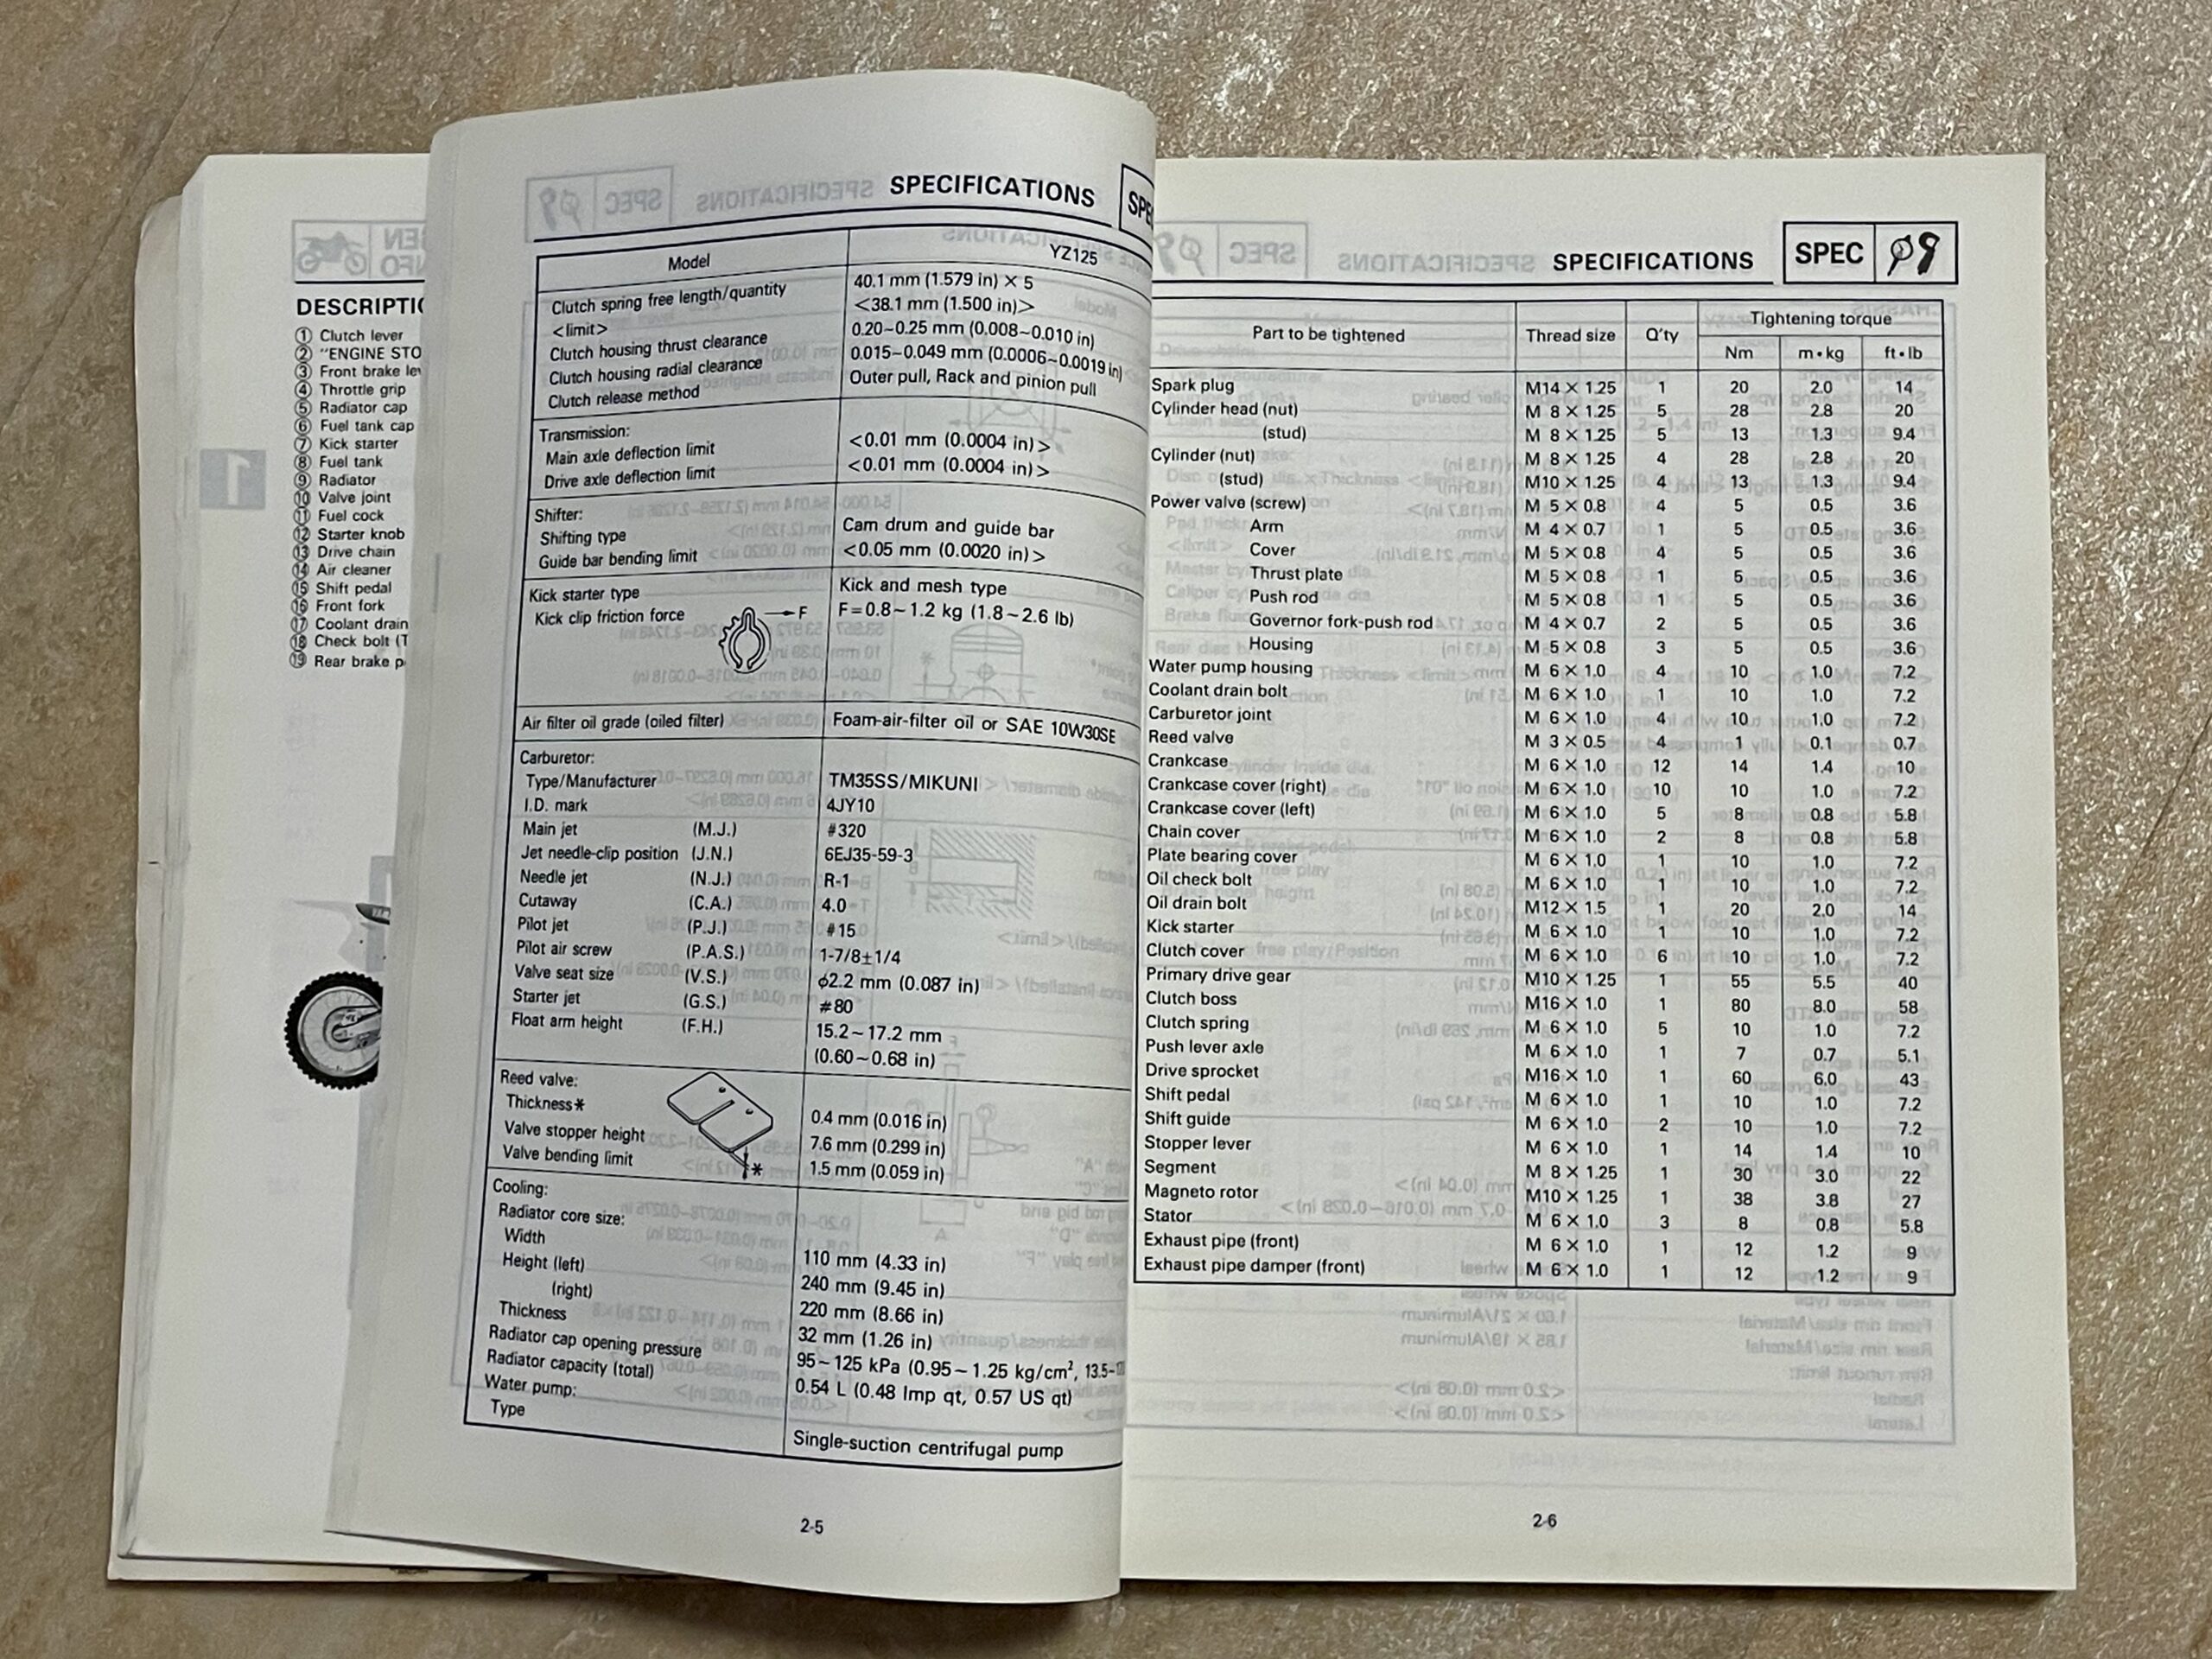 GEN
INFO
DESCRIPTIO
① Clutch lever
② "ENGINE STO
③ Front brake lev
④ Throttle grip
⑤ Radiator cap
⑥ Fuel tank cap
⑦ Kick starter
⑧ Fuel tank
⑨ Radiator
⑩ Valve joint
⑪ Fuel cock
⑫ Starter knob
⑬ Drive chain
⑭ Air cleaner
⑮ Shift pedal
⑯ Front fork
⑰ Coolant drain
⑱ Check bolt (T
⑲ Rear brake p
1
SPECIFICATIONS SPE
Model YZ125
Clutch spring free length/quantity 40.1 mm (1.579 in) × 5
<limit> <38.1 mm (1.500 in)>
Clutch housing thrust clearance 0.20~0.25 mm (0.008~0.010 in)
Clutch housing radial clearance 0.015~0.049 mm (0.0006~0.0019 in)
Clutch release method Outer pull, Rack and pinion pull
Transmission:
Main axle deflection limit <0.01 mm (0.0004 in)>
Drive axle deflection limit <0.01 mm (0.0004 in)>
Shifter:
Shifting type Cam drum and guide bar
Guide bar bending limit <0.05 mm (0.0020 in)>
Kick starter type Kick and mesh type
Kick clip friction force F F=0.8~1.2 kg (1.8~2.6 lb)
Air filter oil grade (oiled filter) Foam-air-filter oil or SAE 10W30SE
Carburetor:
Type/Manufacturer TM35SS/MIKUNI
I.D. mark 4JY10
Main jet (M.J.) #320
Jet needle-clip position (J.N.) 6EJ35-59-3
Needle jet (N.J.) R-1
Cutaway (C.A.) 4.0
Pilot jet (P.J.) #15
Pilot air screw (P.A.S.) 1-7/8±1/4
Valve seat size (V.S.) φ2.2 mm (0.087 in)
Starter jet (G.S.) #80
Float arm height (F.H.) 15.2~17.2 mm
(0.60~0.68 in)
Reed valve:
Thickness* 0.4 mm (0.016 in)
Valve stopper height 7.6 mm (0.299 in)
Valve bending limit * 1.5 mm (0.059 in)
Cooling:
Radiator core size:
Width 110 mm (4.33 in)
Height (left) 240 mm (9.45 in)
(right) 220 mm (8.66 in)
Thickness 32 mm (1.26 in)
Radiator cap opening pressure 95~125 kPa (0.95~1.25 kg/cm², 13.5~
Radiator capacity (total) 0.54 L (0.48 Imp qt, 0.57 US qt)
Water pump:
Type Single-suction centrifugal pump
2-5
SPECIFICATIONS SPEC
Part to be tightened Thread size Q'ty Tightening torque
Nm m•kg ft•lb
Spark plug M14 × 1.25 1 20 2.0 14
Cylinder head (nut) M 8 × 1.25 5 28 2.8 20
(stud) M 8 × 1.25 5 13 1.3 9.4
Cylinder (nut) M 8 × 1.25 4 28 2.8 20
(stud) M10 × 1.25 4 13 1.3 9.4
Power valve (screw) M 5 × 0.8 4 5 0.5 3.6
Arm M 4 × 0.7 1 5 0.5 3.6
Cover M 5 × 0.8 4 5 0.5 3.6
Thrust plate M 5 × 0.8 1 5 0.5 3.6
Push rod M 5 × 0.8 1 5 0.5 3.6
Governor fork-push rod M 4 × 0.7 2 5 0.5 3.6
Housing M 5 × 0.8 3 5 0.5 3.6
Water pump housing M 6 × 1.0 4 10 1.0 7.2
Coolant drain bolt M 6 × 1.0 1 10 1.0 7.2
Carburetor joint M 6 × 1.0 4 10 1.0 7.2
Reed valve M 3 × 0.5 4 1 0.1 0.7
Crankcase M 6 × 1.0 12 14 1.4 10
Crankcase cover (right) M 6 × 1.0 10 10 1.0 7.2
Crankcase cover (left) M 6 × 1.0 5 8 0.8 5.8
Chain cover M 6 × 1.0 2 8 0.8 5.8
Plate bearing cover M 6 × 1.0 1 10 1.0 7.2
Oil check bolt M 6 × 1.0 1 10 1.0 7.2
Oil drain bolt M12 × 1.5 1 20 2.0 14
Kick starter M 6 × 1.0 1 10 1.0 7.2
Clutch cover M 6 × 1.0 6 10 1.0 7.2
Primary drive gear M10 × 1.25 1 55 5.5 40
Clutch boss M16 × 1.0 1 80 8.0 58
Clutch spring M 6 × 1.0 5 10 1.0 7.2
Push lever axle M 6 × 1.0 1 7 0.7 5.1
Drive sprocket M16 × 1.0 1 60 6.0 43
Shift pedal M 6 × 1.0 1 10 1.0 7.2
Shift guide M 6 × 1.0 2 10 1.0 7.2
Stopper lever M 6 × 1.0 1 14 1.4 10
Segment M 8 × 1.25 1 30 3.0 22
Magneto rotor M10 × 1.25 1 38 3.8 27
Stator M 6 × 1.0 3 8 0.8 5.8
Exhaust pipe (front) M 6 × 1.0 1 12 1.2 9
Exhaust pipe damper (front) M 6 × 1.0 1 12 1.2 9
2-6